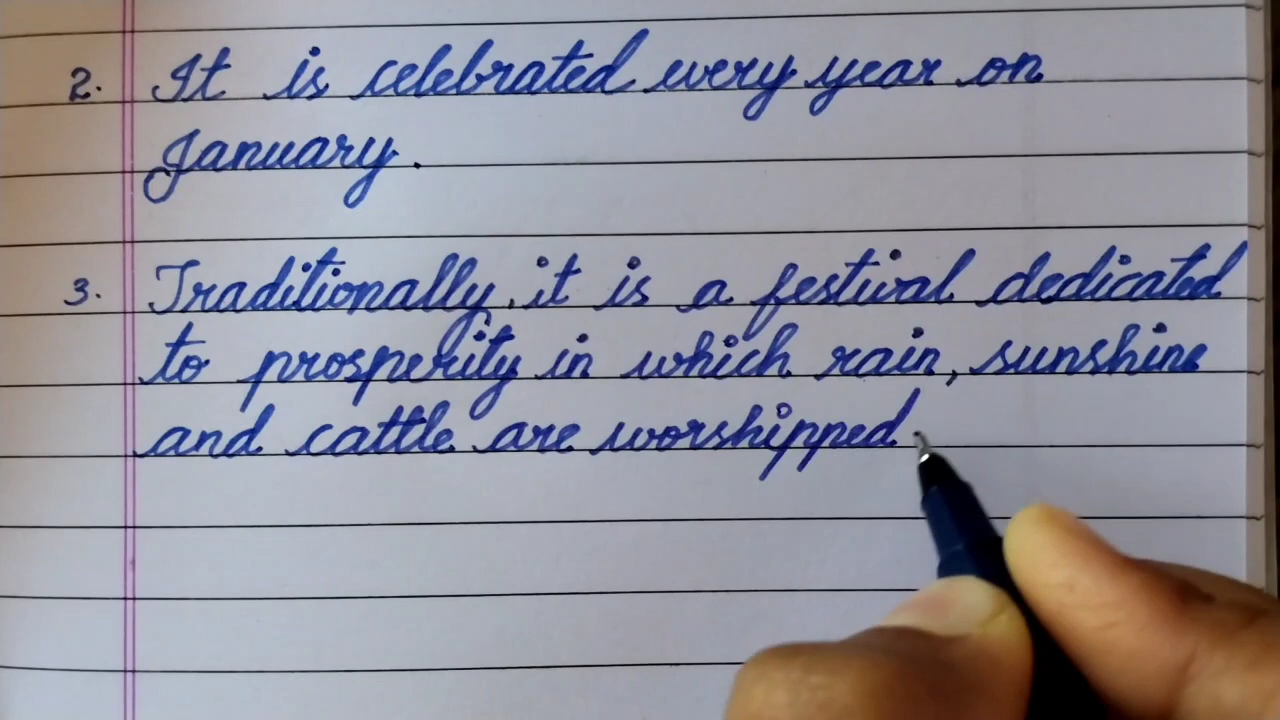 2. It is celebrated every year on
January.
3. Traditionally, it is a festival dedicated
to prosperity in which rain, sunshine
and cattle are worshipped.